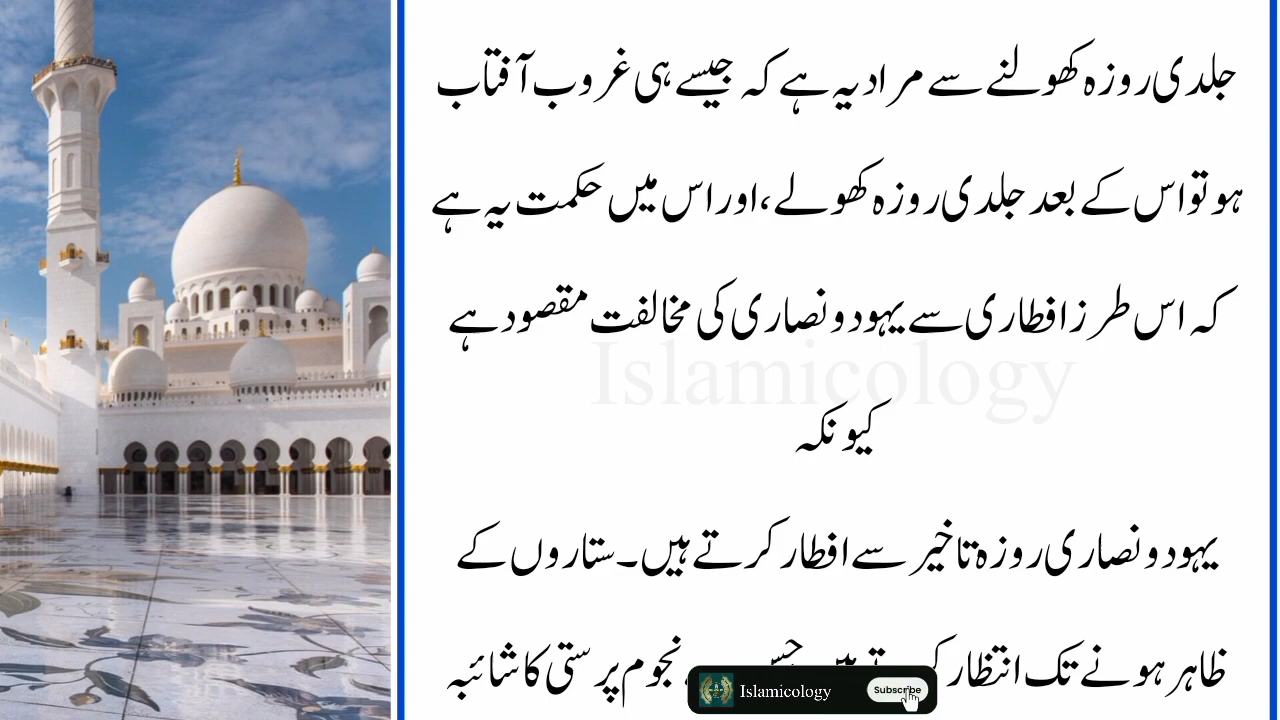 جلدی روزہ کھولنے سے مراد یہ ہے کہ جیسے ہی غروب آفتاب
ہو تو اس کے بعد جلدی روزہ کھولے، اور اس میں حکمت یہ ہے
کہ اس طرز افطاری سے یہود و نصاری کی مخالفت مقصود ہے
Islamicology
کیونکہ
یہود و نصاری روزہ تاخیر سے افطار کرتے ہیں۔ ستاروں کے
ظاہر ہونے تک انتظار نجوم پرستی کا شائبہ
Islamicology Subscribe